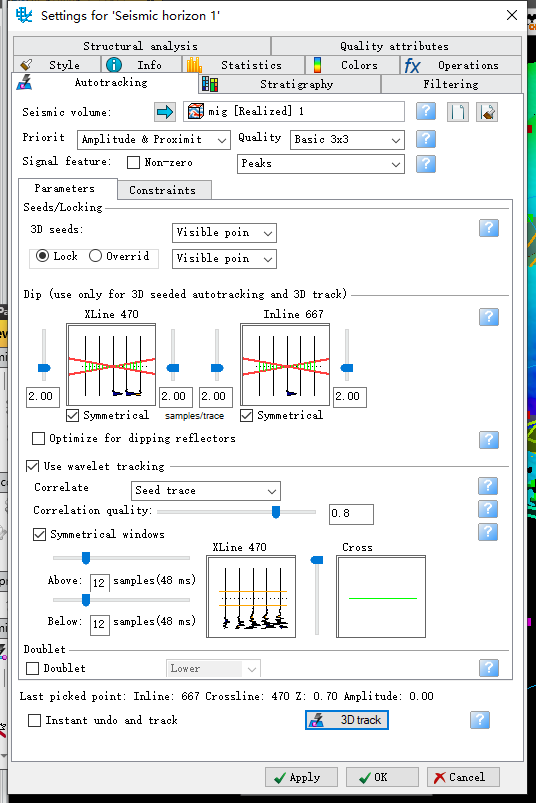 Settings for 'Seismic horizon 1'
Structural analysis Quality attributes
Style Info Statistics Colors fx Operations
Autotracking Stratigraphy Filtering
Seismic volume: mig [Realized] 1 ?
Priorit Amplitude & Proximit Quality Basic 3x3 ?
Signal feature: Non-zero Peaks ?
Parameters Constraints
Seeds/Locking
3D seeds: Visible poin ?
Lock Overrid Visible poin
Dip (use only for 3D seeded autotracking and 3D track)
XLine 470 Inline 667 ?
2.00 2.00 2.00 2.00
Symmetrical samples/trace Symmetrical
Optimize for dipping reflectors ?
Use wavelet tracking
Correlate Seed trace ?
Correlation quality: 0.8 ?
Symmetrical windows ?
XLine 470 Cross
Above: 12 samples(48 ms)
Below: 12 samples(48 ms)
Doublet
Doublet Lower ?
Last picked point: Inline: 667 Crossline: 470 Z: 0.70 Amplitude: 0.00
Instant undo and track 3D track ?
Apply OK Cancel